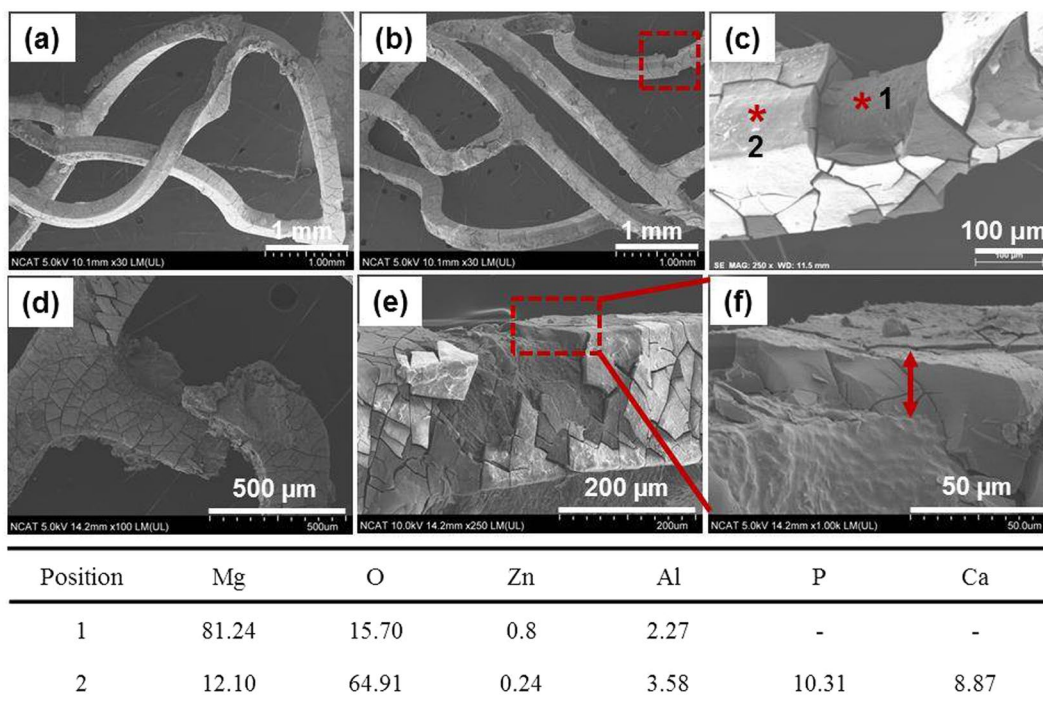 (a)
1 mm
NCAT 5.0kV 10.1mm x30 LM(UL) 1.00mm
(b)
1 mm
NCAT 5.0kV 10.1mm x30 LM(UL) 1.00mm
(c)
* 1
*
2
100 μm
SE MAG: 250 x WD: 11.5 mm 100 μm
(d)
500 μm
NCAT 5.0kV 14.2mm x100 LM(UL) 500um
(e)
200 μm
NCAT 10.0kV 14.2mm x250 LM(UL) 200um
(f)
50 μm
NCAT 5.0kV 14.2mm x1.00k LM(UL) 50.0um
Position Mg O Zn Al P Ca
1 81.24 15.70 0.8 2.27 - -
2 12.10 64.91 0.24 3.58 10.31 8.87